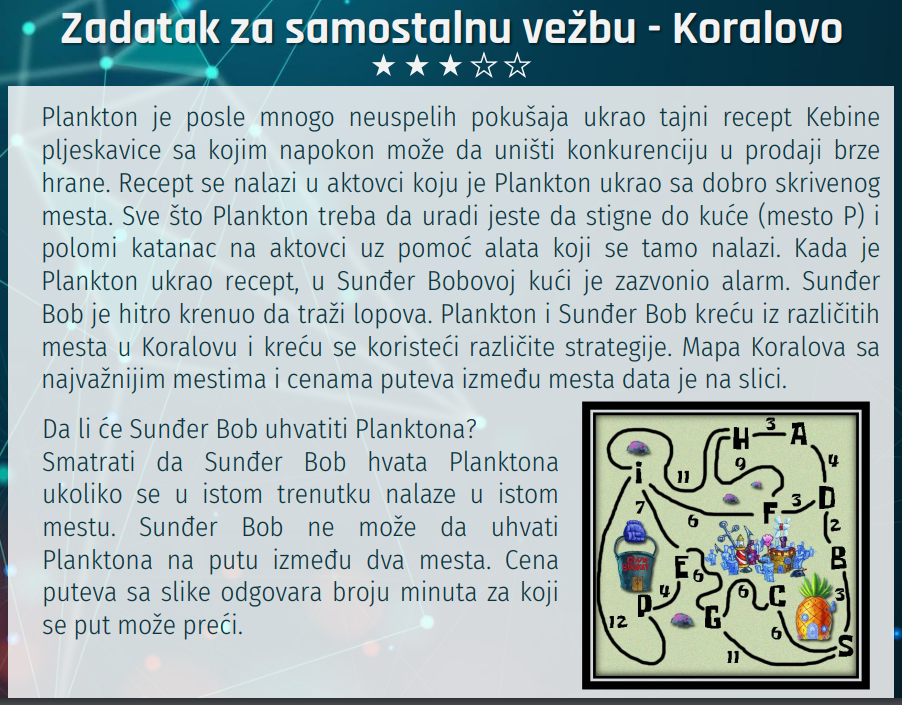 Zadatak za samostalnu vežbu - Koralovo
Plankton je posle mnogo neuspelih pokušaja ukrao tajni recept Kebine
pljeskavice sa kojim napokon može da uništi konkurenciju u prodaji brze
hrane. Recept se nalazi u aktovci koju je Plankton ukrao sa dobro skrivenog
mesta. Sve što Plankton treba da uradi jeste da stigne do kuće (mesto P) i
polomi katanac na aktovci uz pomoć alata koji se tamo nalazi. Kada je
Plankton ukrao recept, u Sunđer Bobovoj kući je zazvonio alarm. Sunđer
Bob je hitro krenuo da traži lopova. Plankton i Sunđer Bob kreću iz različitih
mesta u Koralovu i kreću se koristeći različite strategije. Mapa Koralova sa
najvažnijim mestima i cenama puteva između mesta data je na slici.
Da li će Sunđer Bob uhvatiti Planktona?
Smatrati da Sunđer Bob hvata Planktona
ukoliko se u istom trenutku nalaze u istom
mestu. Sunđer Bob ne može da uhvati
Planktona na putu između dva mesta. Cena
puteva sa slike odgovara broju minuta za koji
se put može preći.
H 3 A
9 4
i 11
7 6 F 3 D
2
E 6 B
P 4 6 C 3
12 G 6
11 S